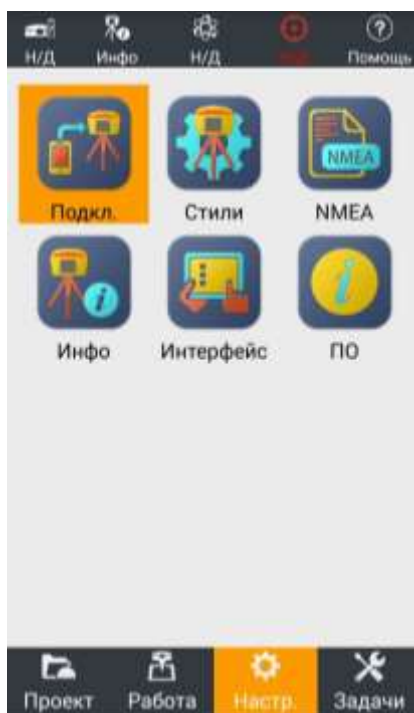 Н/Д Инфо Н/Д Помощь
NMEA
Подкл. Стили NMEA
Инфо Интерфейс ПО
Проект Работа Настр. Задачи